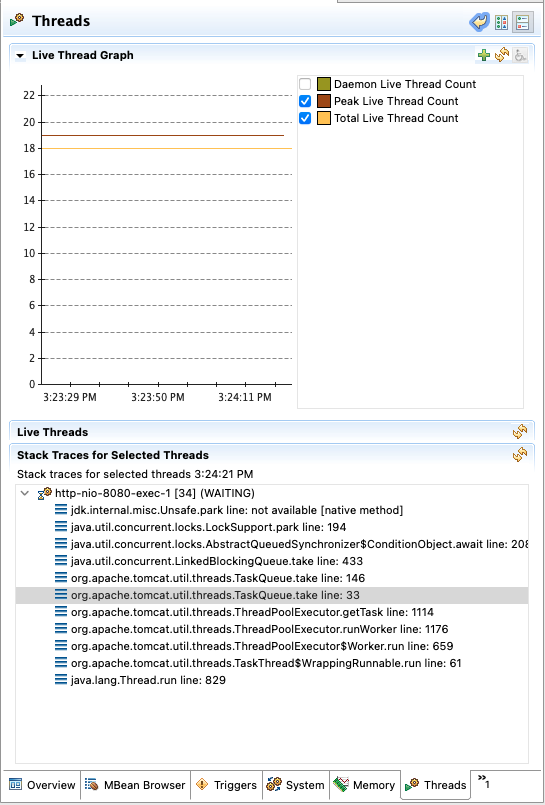 Threads
Live Thread Graph
22
20
18
16
14
12
10
8
6
4
2
0
3:23:29 PM 3:23:50 PM 3:24:11 PM
Daemon Live Thread Count
Peak Live Thread Count
Total Live Thread Count
Live Threads
Stack Traces for Selected Threads
Stack traces for selected threads 3:24:21 PM
http-nio-8080-exec-1 [34] (WAITING)
jdk.internal.misc.Unsafe.park line: not available [native method]
java.util.concurrent.locks.LockSupport.park line: 194
java.util.concurrent.locks.AbstractQueuedSynchronizer$ConditionObject.await line: 208
java.util.concurrent.LinkedBlockingQueue.take line: 433
org.apache.tomcat.util.threads.TaskQueue.take line: 146
org.apache.tomcat.util.threads.TaskQueue.take line: 33
org.apache.tomcat.util.threads.ThreadPoolExecutor.getTask line: 1114
org.apache.tomcat.util.threads.ThreadPoolExecutor.runWorker line: 1176
org.apache.tomcat.util.threads.ThreadPoolExecutor$Worker.run line: 659
org.apache.tomcat.util.threads.TaskThread$WrappingRunnable.run line: 61
java.lang.Thread.run line: 829
Overview MBean Browser Triggers System Memory Threads »1